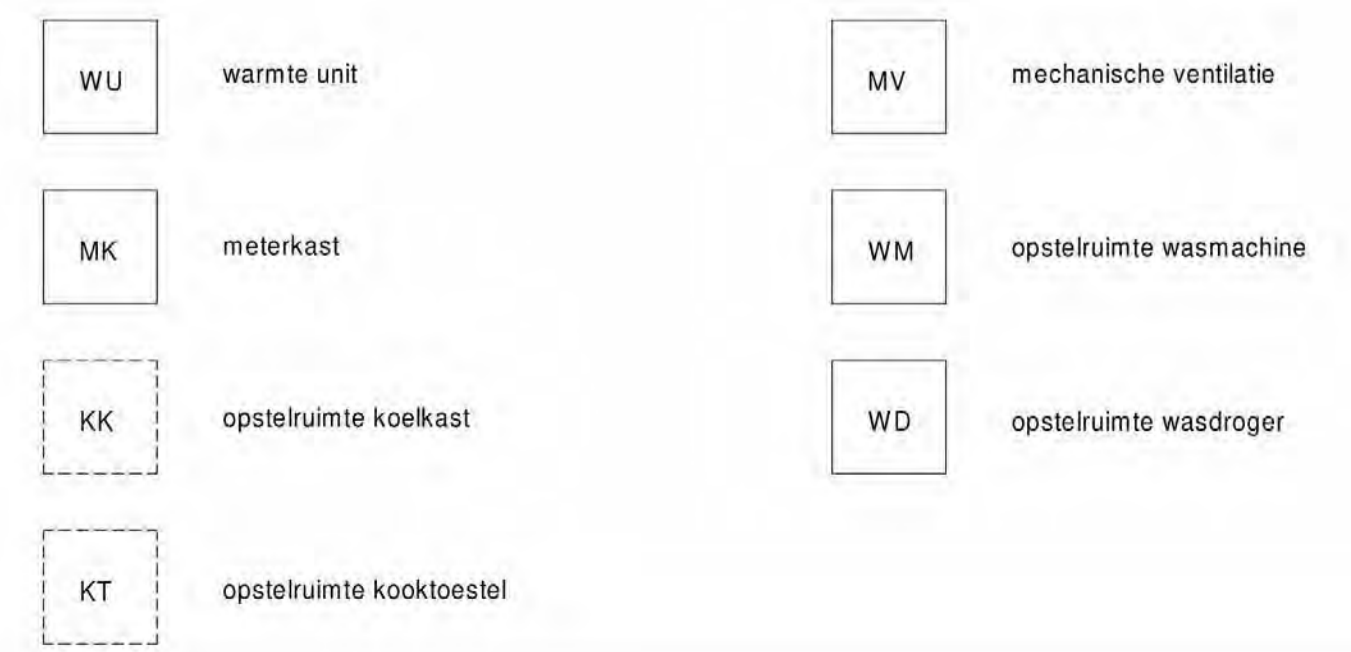 WU warmte unit
MK meterkast
KK opstelruimte koelkast
KT opstelruimte kooktoestel
MV mechanische ventilatie
WM opstelruimte wasmachine
WD opstelruimte wasdroger